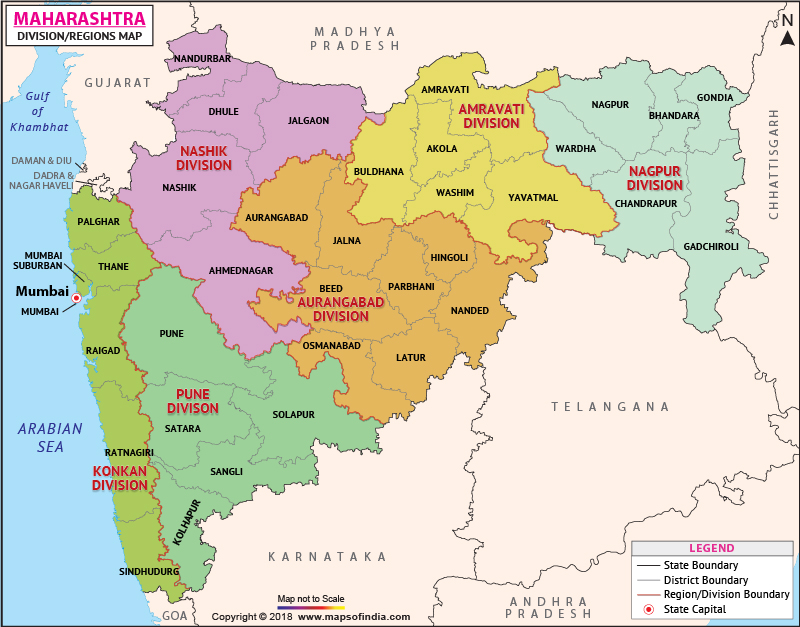 MAHARASHTRA
DIVISION/REGIONS MAP
N
MADHYA
PRADESH
GUJARAT
Gulf
of
Khambhat
DAMAN & DIU
DADRA &
NAGAR HAVELI
CHHATTISGARH
NANDURBAR
DHULE
JALGAON
NASHIK
DIVISION
NASHIK
AHMEDNAGAR
AMRAVATI
AMRAVATI
DIVISION
AKOLA
BULDHANA
WASHIM
YAVATMAL
NAGPUR
GONDIA
BHANDARA
WARDHA
NAGPUR
DIVISION
CHANDRAPUR
GADCHIROLI
AURANGABAD
JALNA
HINGOLI
PARBHANI
BEED
AURANGABAD
DIVISION
NANDED
OSMANABAD
LATUR
PALGHAR
THANE
MUMBAI
SUBURBAN
Mumbai
MUMBAI
RAIGAD
RATNAGIRI
KONKAN
DIVISION
SINDHUDURG
PUNE
PUNE
DIVISON
SATARA
SOLAPUR
SANGLI
KOLHAPUR
ARABIAN
SEA
TELANGANA
KARNATAKA
GOA
ANDHRA
PRADESH
LEGEND
State Boundary
District Boundary
Region/Division Boundary
State Capital
Map not to Scale
Copyright © 2018 www.mapsofindia.com